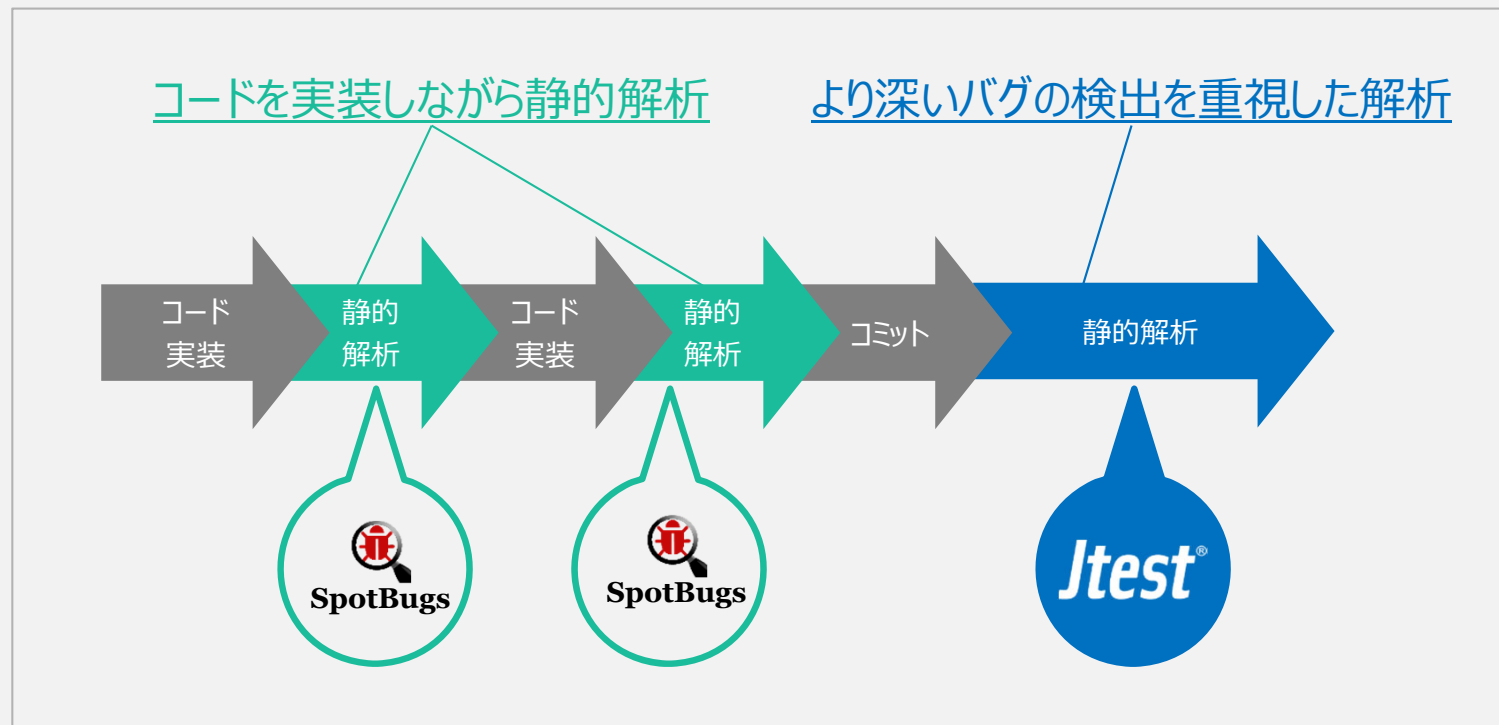 コードを実装しながら静的解析
より深いバグの検出を重視した解析
コード
実装
静的
解析
コード
実装
静的
解析
コミット
静的解析
SpotBugs
SpotBugs
Jtest®